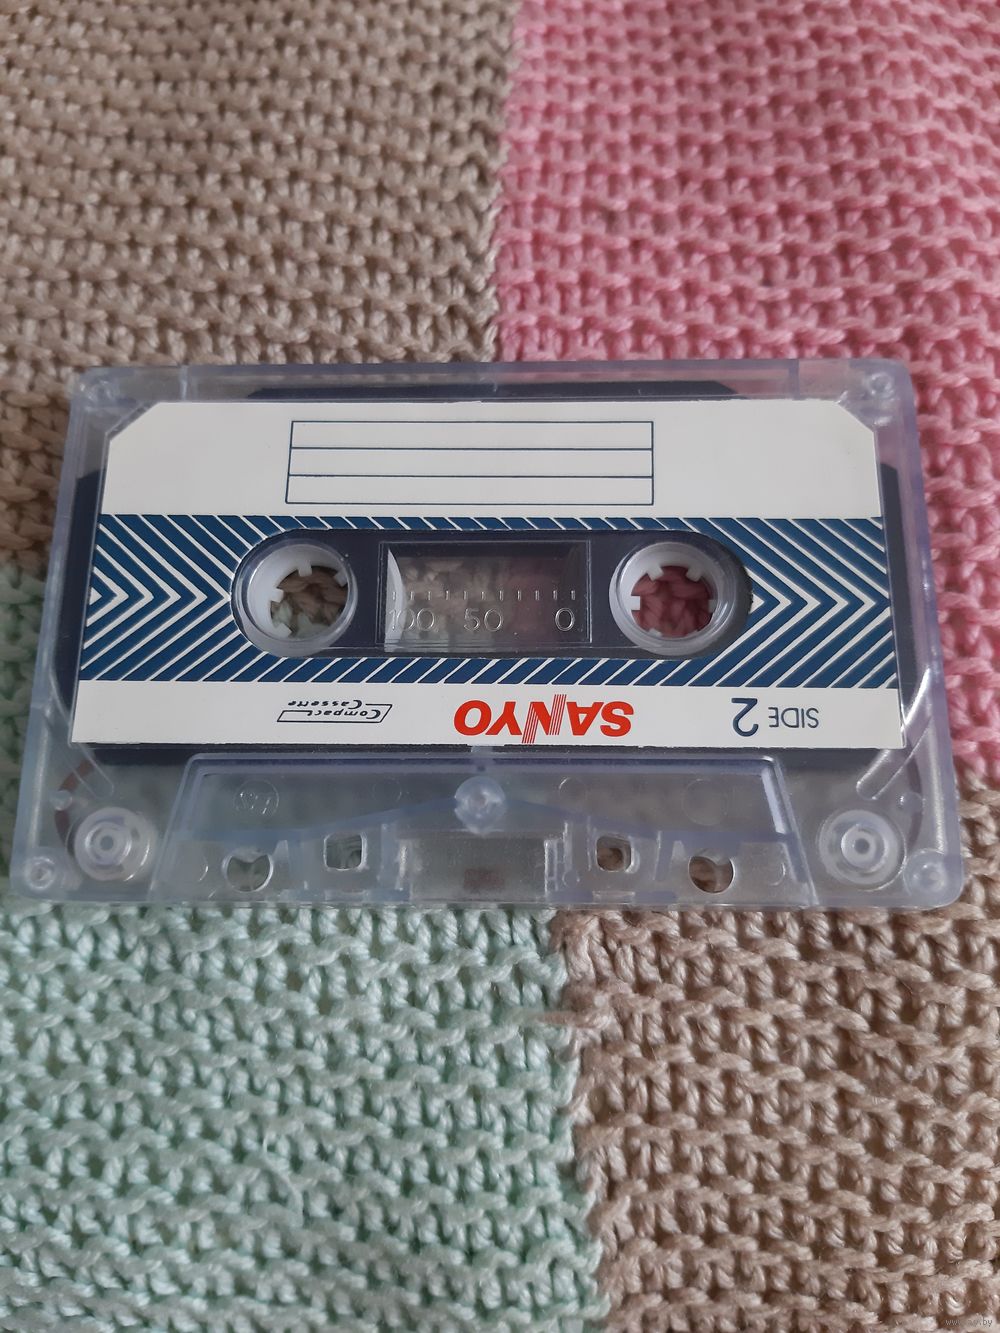 100 50 0
SIDE 2
SANYO
Compact
Cassette